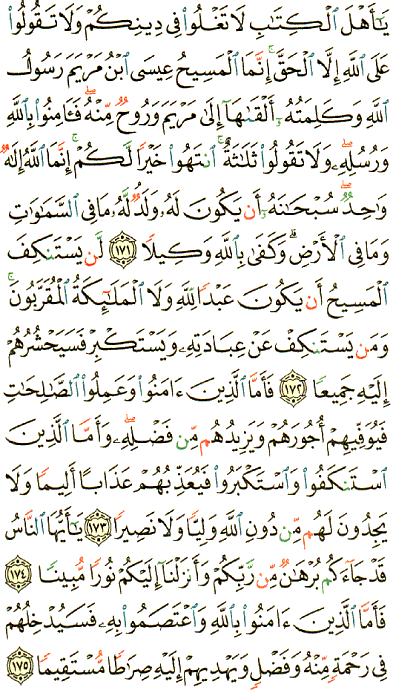 يَـٰٓأَهْلَ ٱلْكِتَـٰبِ لَا تَغْلُوا۟ فِى دِينِكُمْ وَلَا تَقُولُوا۟
عَلَى ٱللَّهِ إِلَّا ٱلْحَقَّ ۚ إِنَّمَا ٱلْمَسِيحُ عِيسَى ٱبْنُ مَرْيَمَ رَسُولُ
ٱللَّهِ وَكَلِمَتُهُۥٓ أَلْقَىٰهَآ إِلَىٰ مَرْيَمَ وَرُوحٌ مِّنْهُ ۖ فَـَٔامِنُوا۟ بِٱللَّهِ
وَرُسُلِهِۦ ۖ وَلَا تَقُولُوا۟ ثَلَـٰثَةٌ ۚ ٱنتَهُوا۟ خَيْرًا لَّكُمْ ۚ إِنَّمَا ٱللَّهُ إِلَـٰهٌ
وَٰحِدٌ ۖ سُبْحَـٰنَهُۥٓ أَن يَكُونَ لَهُۥ وَلَدٌ ۘ لَّهُۥ مَا فِى ٱلسَّمَـٰوَٰتِ
وَمَا فِى ٱلْأَرْضِ ۗ وَكَفَىٰ بِٱللَّهِ وَكِيلًا ١٧١ لَّن يَسْتَنكِفَ
ٱلْمَسِيحُ أَن يَكُونَ عَبْدًا لِّلَّهِ وَلَا ٱلْمَلَـٰٓئِكَةُ ٱلْمُقَرَّبُونَ ۚ
وَمَن يَسْتَنكِفْ عَنْ عِبَادَتِهِۦ وَيَسْتَكْبِرْ فَسَيَحْشُرُهُمْ
إِلَيْهِ جَمِيعًا ١٧٢ فَأَمَّا ٱلَّذِينَ ءَامَنُوا۟ وَعَمِلُوا۟ ٱلصَّـٰلِحَـٰتِ
فَيُوَفِّيهِمْ أُجُورَهُمْ وَيَزِيدُهُم مِّن فَضْلِهِۦ ۖ وَأَمَّا ٱلَّذِينَ
ٱسْتَنكَفُوا۟ وَٱسْتَكْبَرُوا۟ فَيُعَذِّبُهُمْ عَذَابًا أَلِيمًا وَلَا
يَجِدُونَ لَهُم مِّن دُونِ ٱللَّهِ وَلِيًّا وَلَا نَصِيرًا ١٧٣ يَـٰٓأَيُّهَا ٱلنَّاسُ
قَدْ جَآءَكُم بُرْهَـٰنٌ مِّن رَّبِّكُمْ وَأَنزَلْنَآ إِلَيْكُمْ نُورًا مُّبِينًا ١٧٤
فَأَمَّا ٱلَّذِينَ ءَامَنُوا۟ بِٱللَّهِ وَٱعْتَصَمُوا۟ بِهِۦ فَسَيُدْخِلُهُمْ
فِى رَحْمَةٍ مِّنْهُ وَفَضْلٍ وَيَهْدِيهِمْ إِلَيْهِ صِرَٰطًا مُّسْتَقِيمًا ١٧٥